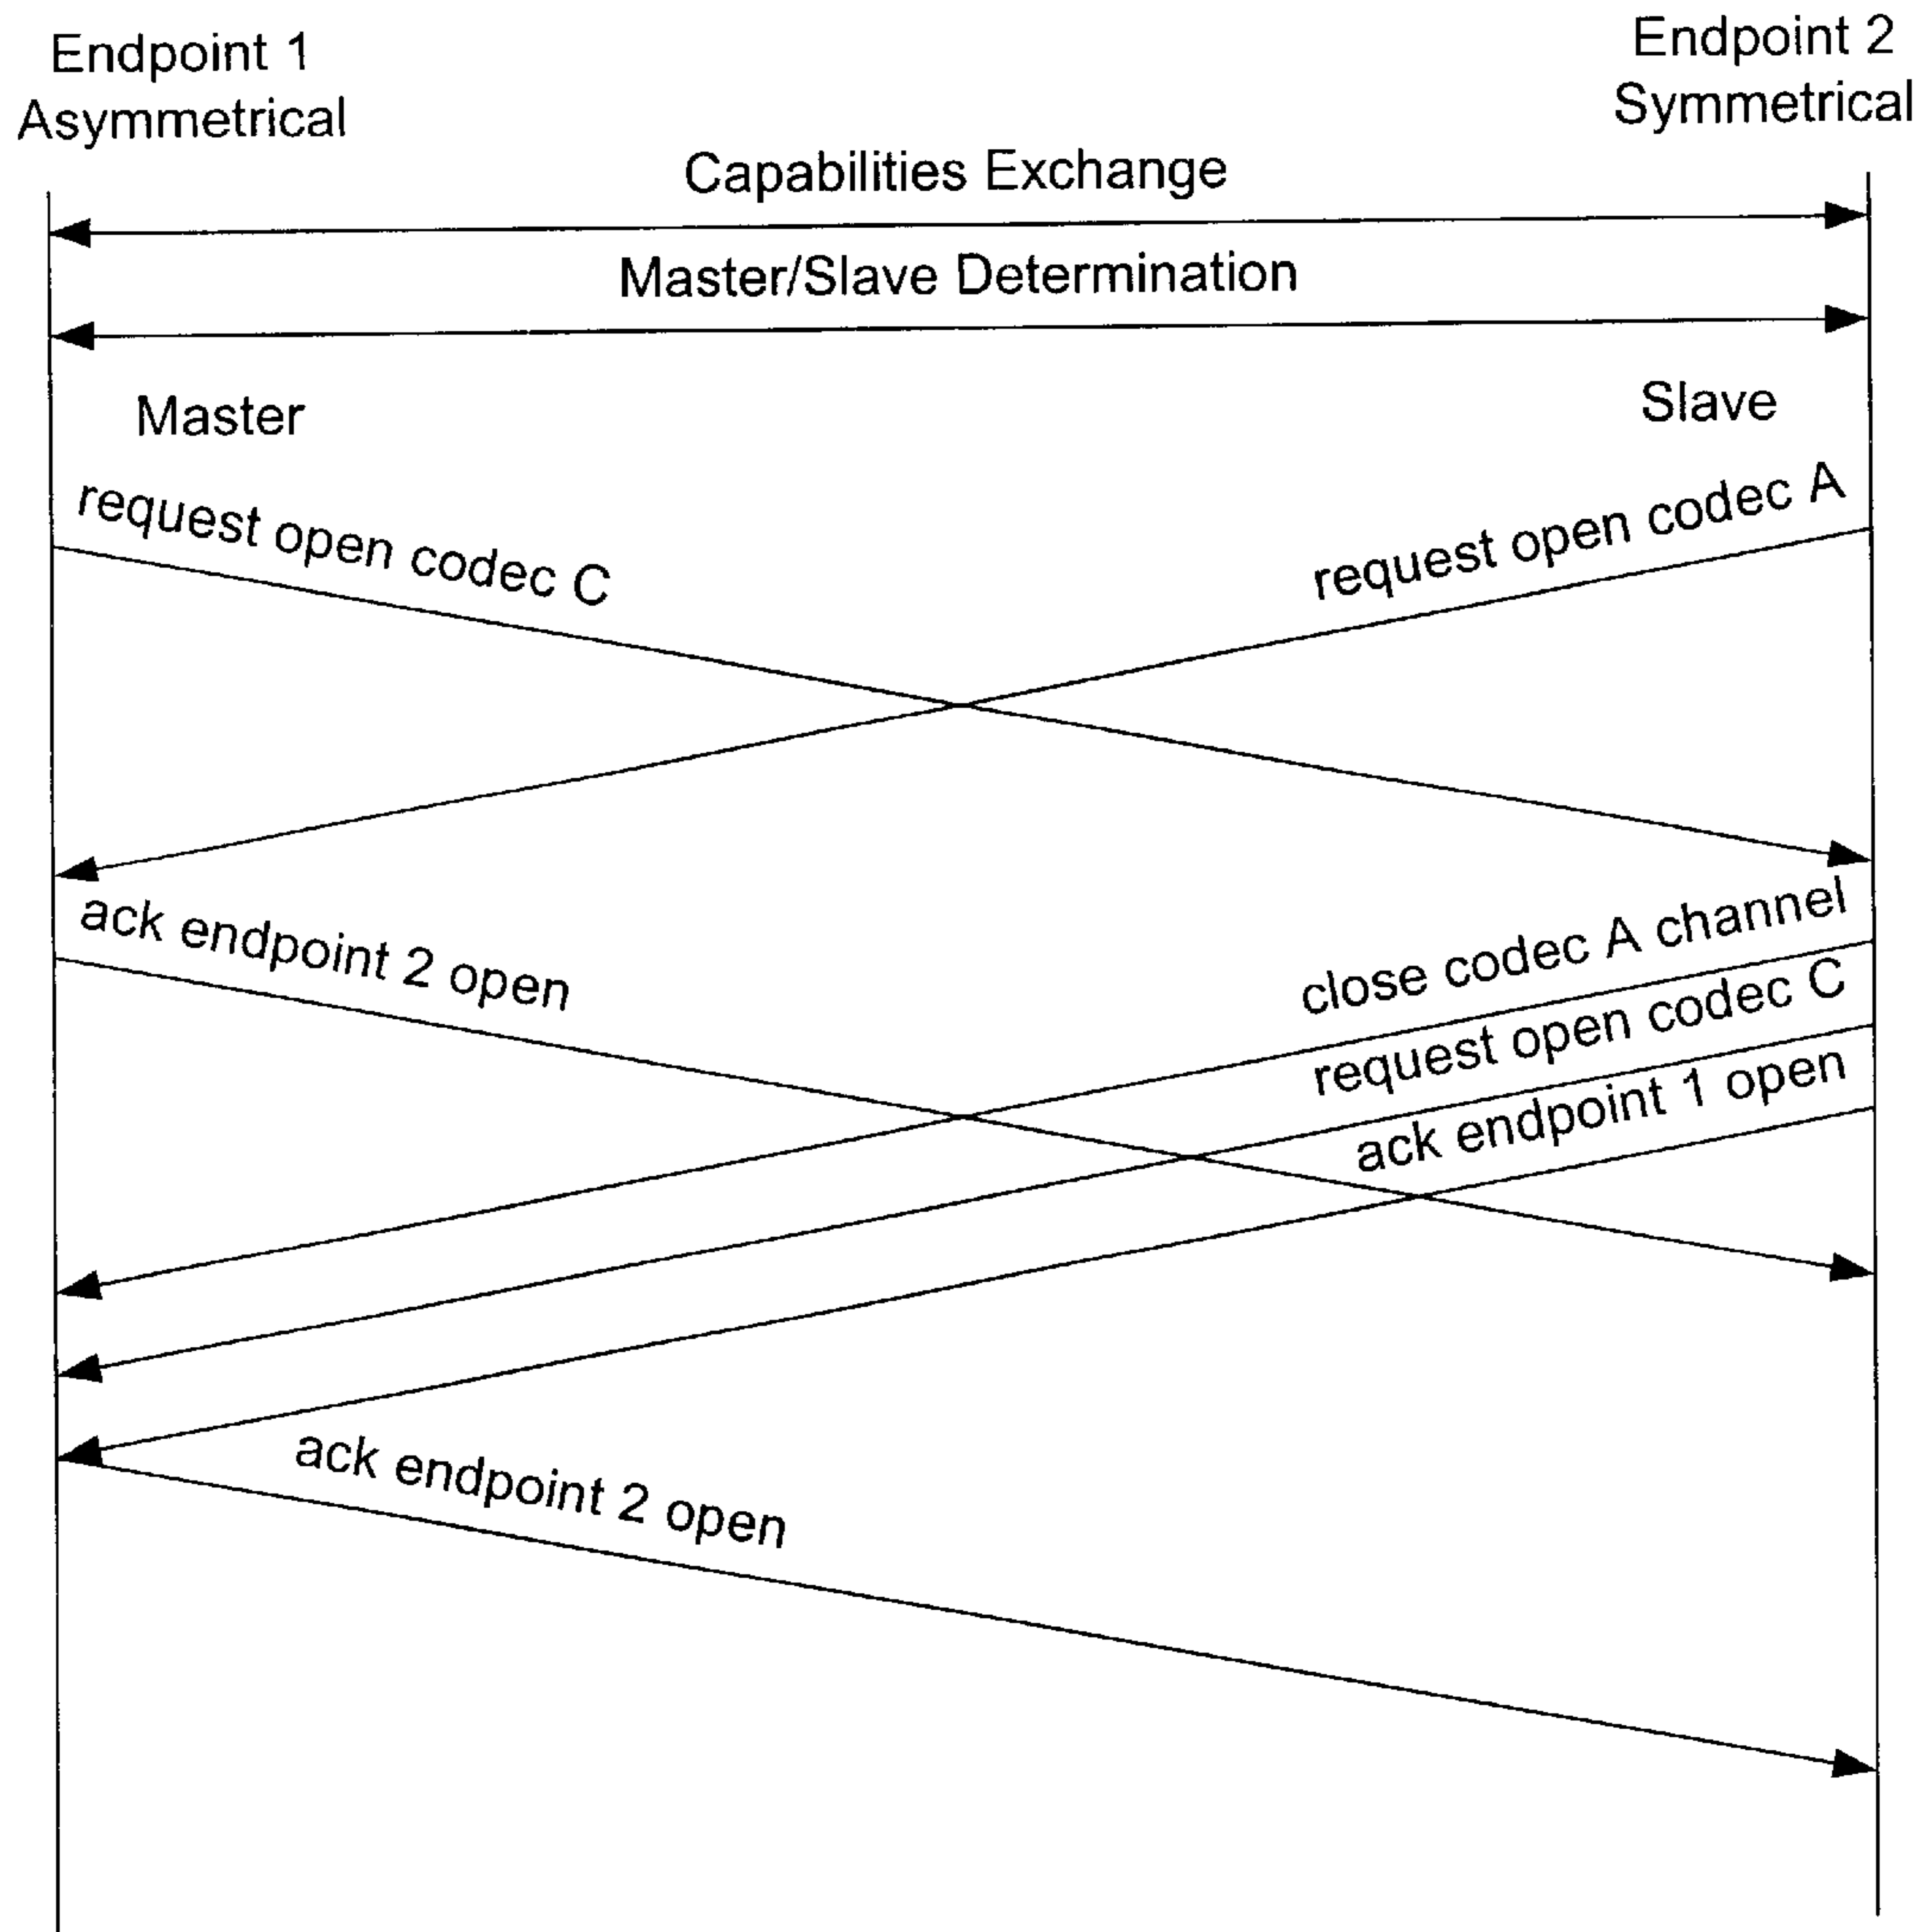 Endpoint 1
Asymmetrical
Endpoint 2
Symmetrical
Capabilities Exchange
Master/Slave Determination
Master
Slave
request open codec C
request open codec A
ack endpoint 2 open
close codec A channel
request open codec C
ack endpoint 1 open
ack endpoint 2 open